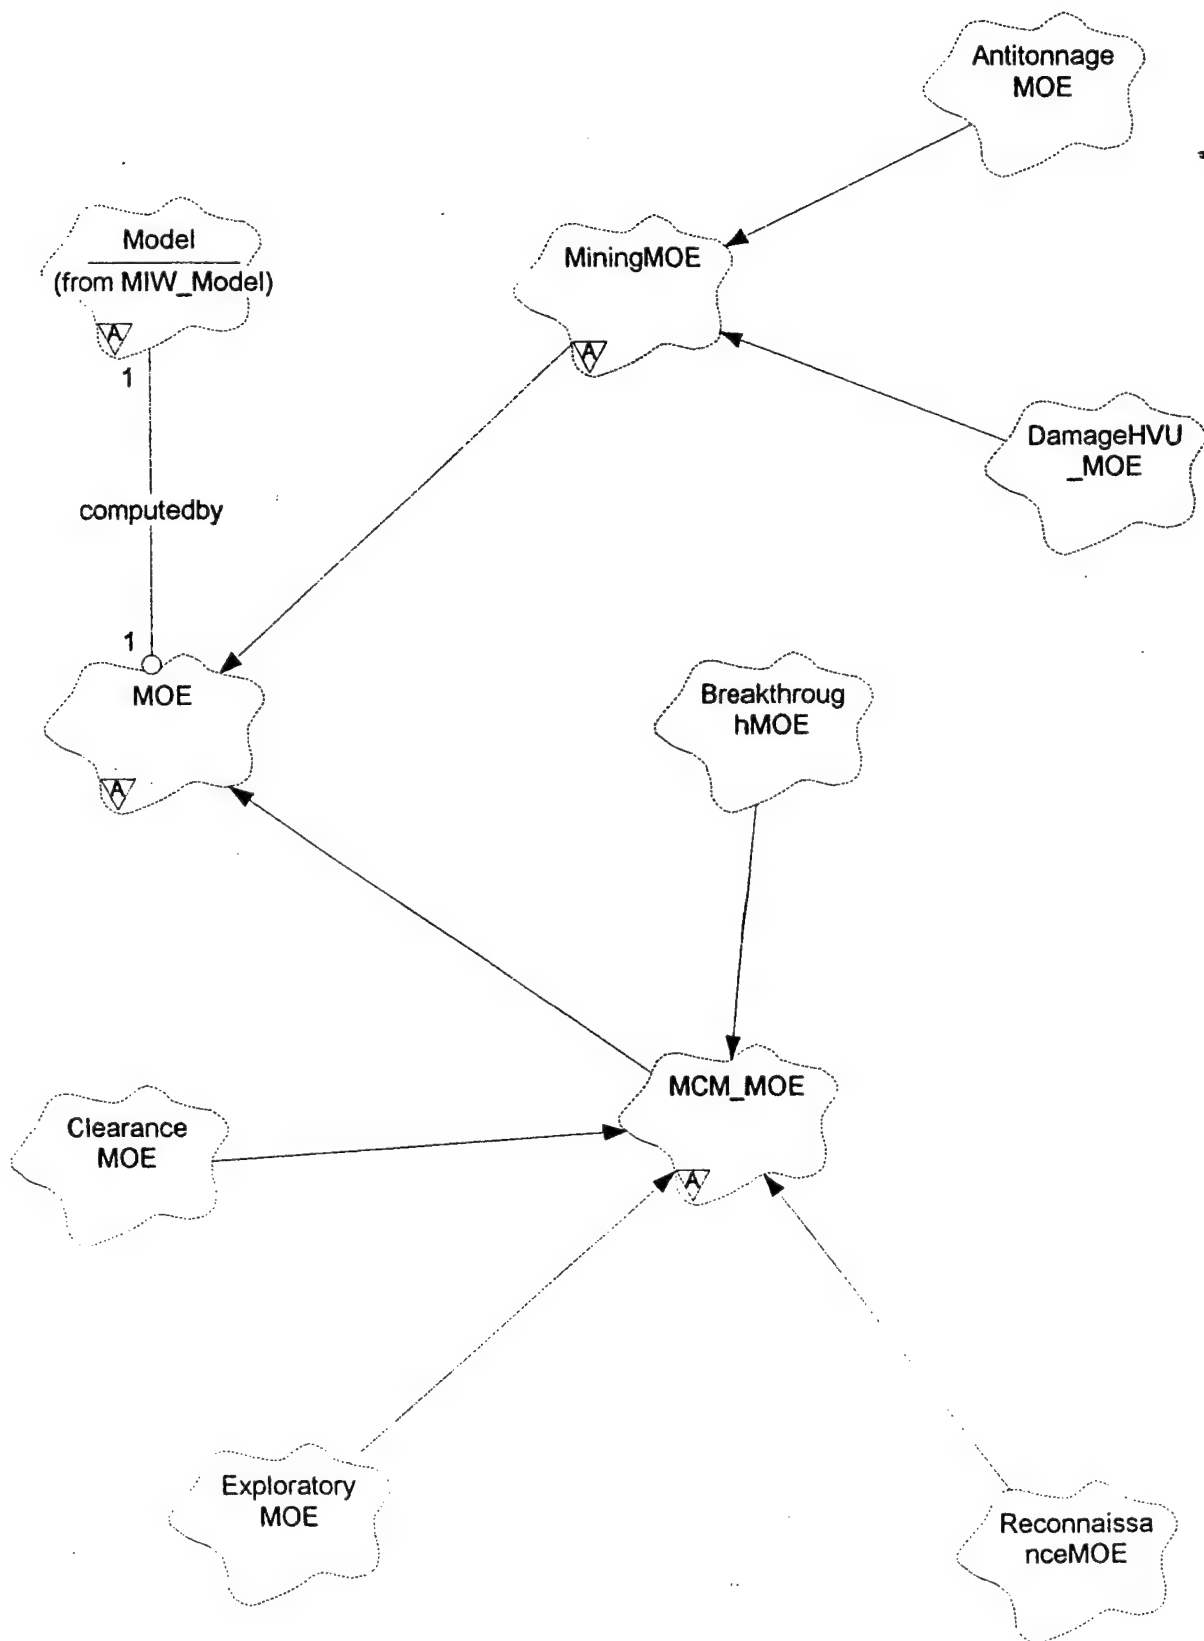 Antitonnage
MOE
Model
(from MIW_Model)
A
1
MiningMOE
A
DamageHVU
_MOE
computedby
1
MOE
A
Breakthroug
hMOE
MCM_MOE
A
Clearance
MOE
Exploratory
MOE
Reconnaissa
nceMOE